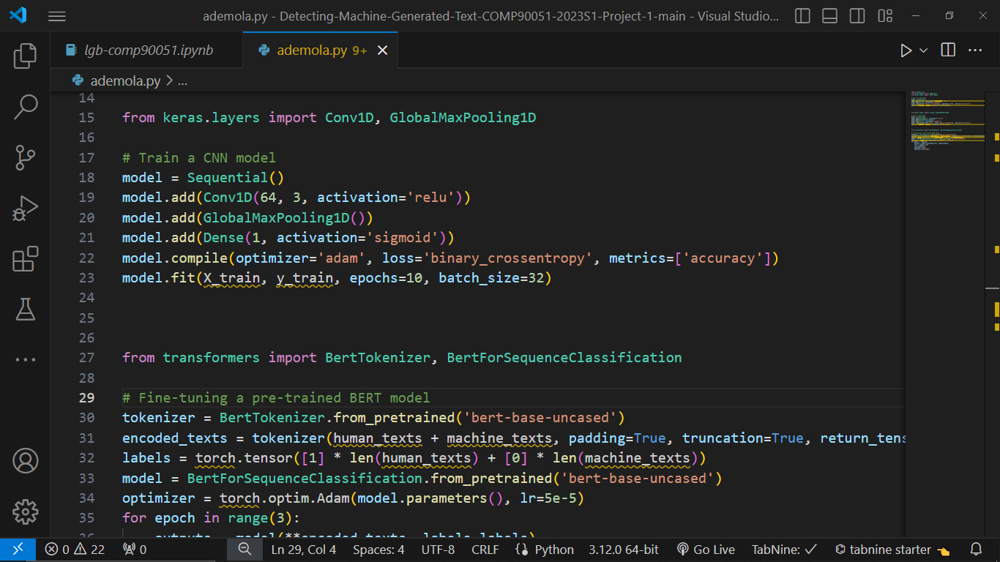 ademola.py - Detecting-Machine-Generated-Text-COMP90051-2023S1-Project-1-main - Visual Studio...
lgb-comp90051.ipynb
ademola.py 9+
ademola.py > ...
14
15 from keras.layers import Conv1D, GlobalMaxPooling1D
16
17 # Train a CNN model
18 model = Sequential()
19 model.add(Conv1D(64, 3, activation='relu'))
20 model.add(GlobalMaxPooling1D())
21 model.add(Dense(1, activation='sigmoid'))
22 model.compile(optimizer='adam', loss='binary_crossentropy', metrics=['accuracy'])
23 model.fit(X_train, y_train, epochs=10, batch_size=32)
24
25
26
27 from transformers import BertTokenizer, BertForSequenceClassification
28
29 # Fine-tuning a pre-trained BERT model
30 tokenizer = BertTokenizer.from_pretrained('bert-base-uncased')
31 encoded_texts = tokenizer(human_texts + machine_texts, padding=True, truncation=True, return_tens
32 labels = torch.tensor([1] * len(human_texts) + [0] * len(machine_texts))
33 model = BertForSequenceClassification.from_pretrained('bert-base-uncased')
34 optimizer = torch.optim.Adam(model.parameters(), lr=5e-5)
35 for epoch in range(3):
0 22 0 Ln 29, Col 4 Spaces: 4 UTF-8 CRLF Python 3.12.0 64-bit Go Live TabNine: tabnine starter